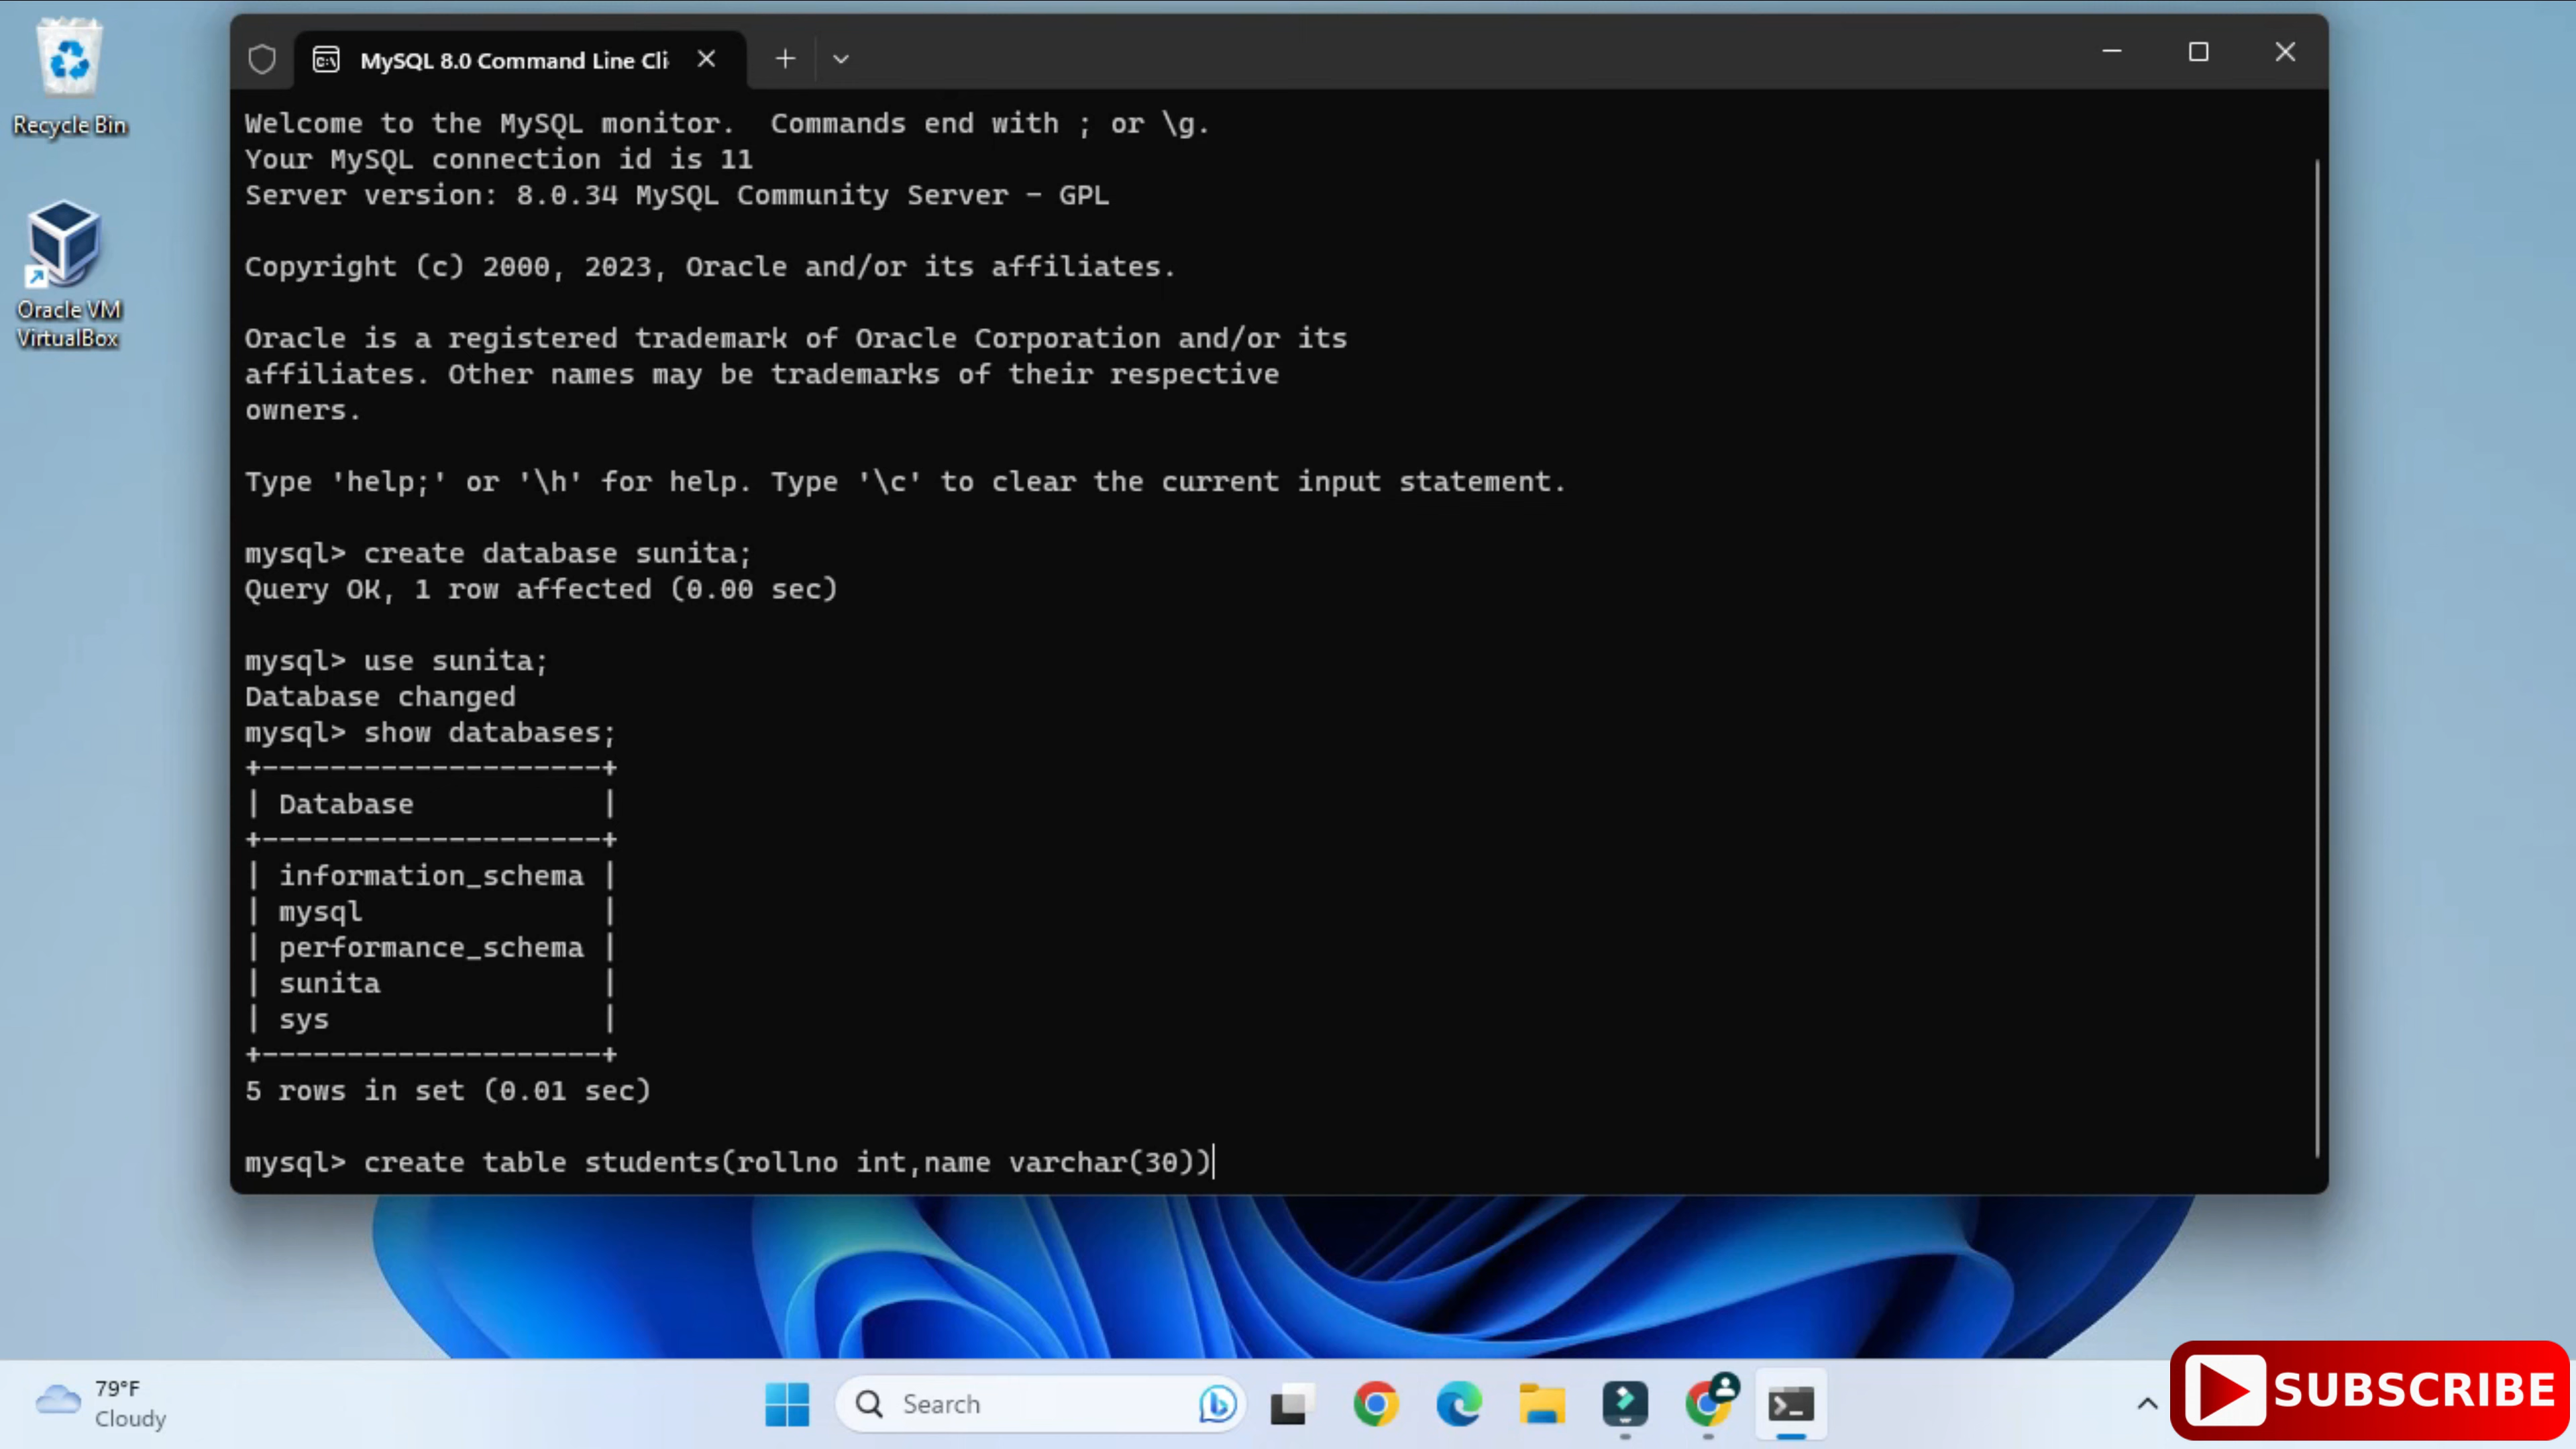 Recycle Bin
Oracle VM
VirtualBox
MySQL 8.0 Command Line Cli
Welcome to the MySQL monitor.  Commands end with ; or \g.
Your MySQL connection id is 11
Server version: 8.0.34 MySQL Community Server - GPL
Copyright (c) 2000, 2023, Oracle and/or its affiliates.
Oracle is a registered trademark of Oracle Corporation and/or its
affiliates. Other names may be trademarks of their respective
owners.
Type 'help;' or '\h' for help. Type '\c' to clear the current input statement.
mysql> create database sunita;
Query OK, 1 row affected (0.00 sec)
mysql> use sunita;
Database changed
mysql> show databases;
+--------------------+
| Database           |
+--------------------+
| information_schema |
| mysql              |
| performance_schema |
| sunita             |
| sys                |
+--------------------+
5 rows in set (0.01 sec)
mysql> create table students(rollno int,name varchar(30))
79°F
Cloudy
Search
SUBSCRIBE